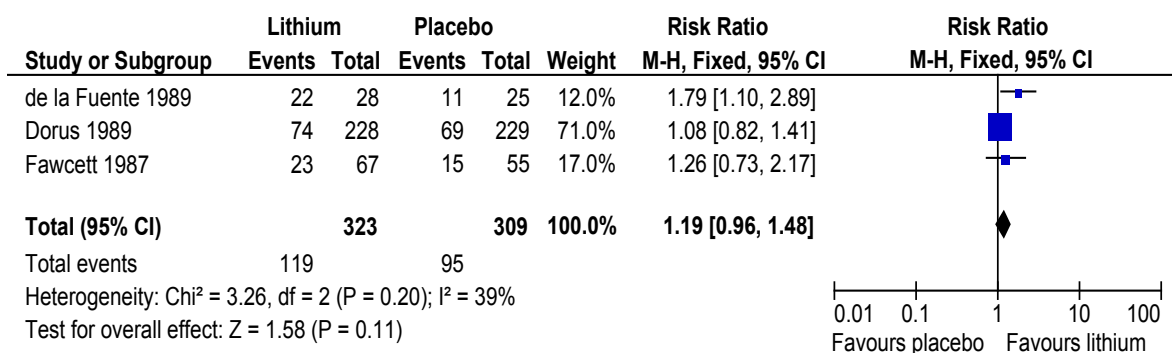 Lithium Placebo Risk Ratio Risk Ratio
Study or Subgroup Events Total Events Total Weight M-H, Fixed, 95% CI M-H, Fixed, 95% CI
de la Fuente 1989 22 28 11 25 12.0% 1.79 [1.10, 2.89]
Dorus 1989 74 228 69 229 71.0% 1.08 [0.82, 1.41]
Fawcett 1987 23 67 15 55 17.0% 1.26 [0.73, 2.17]
Total (95% CI) 323 309 100.0% 1.19 [0.96, 1.48]
Total events 119 95
Heterogeneity: Chi² = 3.26, df = 2 (P = 0.20); I² = 39%
Test for overall effect: Z = 1.58 (P = 0.11)
0.01 0.1 1 10 100
Favours placebo Favours lithium